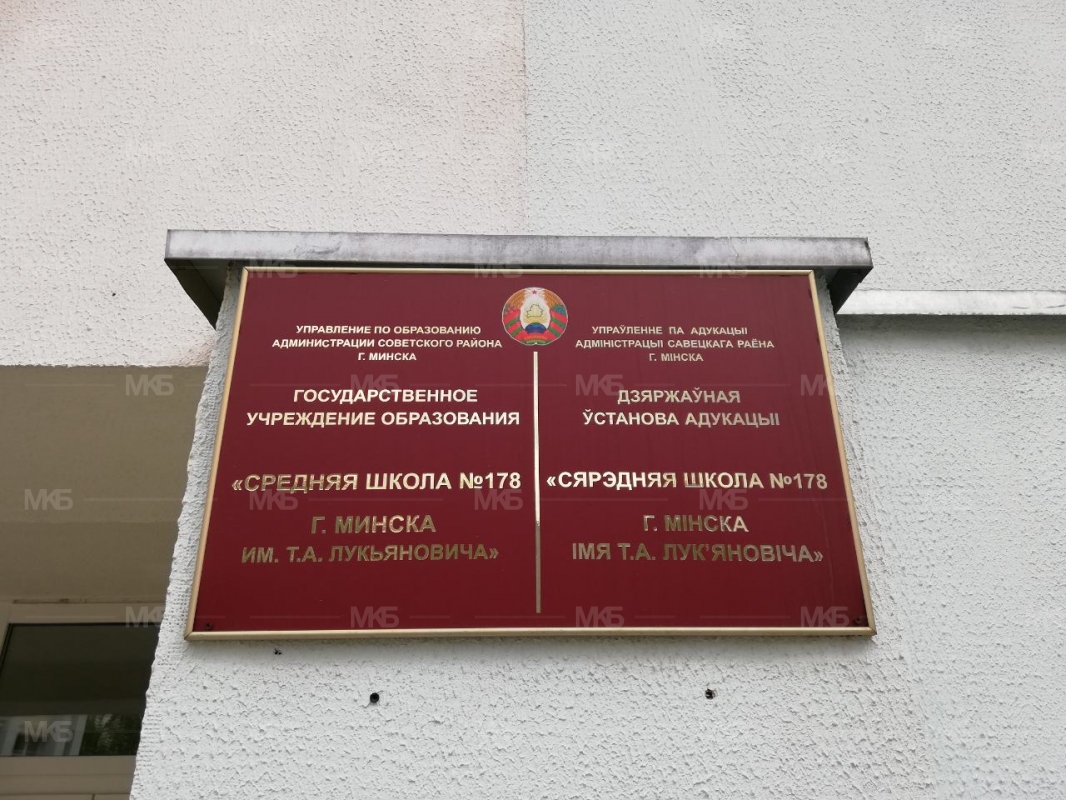 УПРАВЛЕНИЕ ПО ОБРАЗОВАНИЮ
АДМИНИСТРАЦИИ СОВЕТСКОГО РАЙОНА
Г. МИНСКА
ГОСУДАРСТВЕННОЕ
УЧРЕЖДЕНИЕ ОБРАЗОВАНИЯ
«СРЕДНЯЯ ШКОЛА №178
Г. МИНСКА
ИМ. Т.А. ЛУКЬЯНОВИЧА»
УПРАЎЛЕННЕ ПА АДУКАЦЫІ
АДМІНІСТРАЦЫІ САВЕЦКАГА РАЁНА
Г. МІНСКА
ДЗЯРЖАЎНАЯ
ЎСТАНОВА АДУКАЦЫІ
«СЯРЭДНЯЯ ШКОЛА №178
Г. МІНСКА
ІМЯ Т.А. ЛУК'ЯНОВІЧА»
МКБ